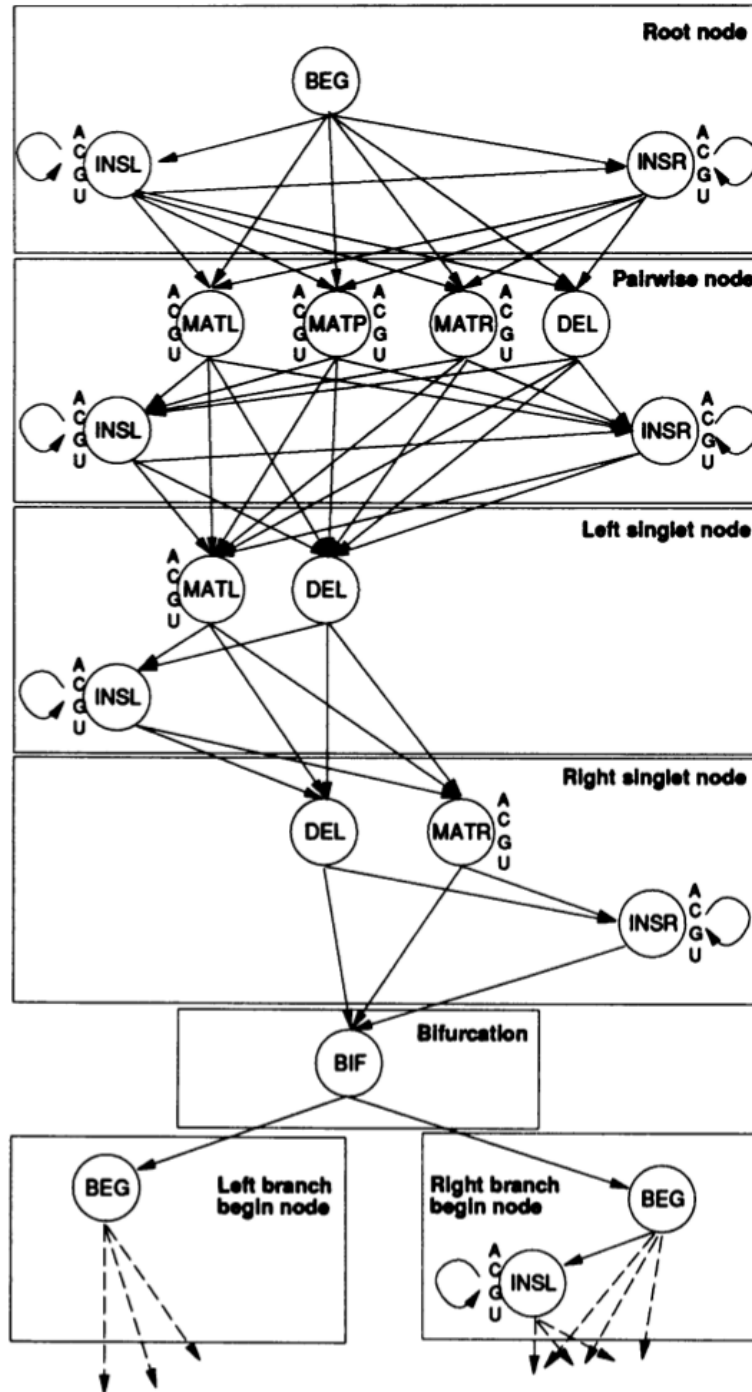 Root node
BEG
A
C
G
U
INSL
INSR
A
C
G
U
Pairwise node
A
C
G
U
MATL
A
C
G
U
MATP
A
C
G
U
MATR
A
C
G
U
DEL
A
C
G
U
INSL
INSR
A
C
G
U
Left singlet node
A
C
G
U
MATL
DEL
A
C
G
U
INSL
Right singlet node
DEL
MATR
A
C
G
U
INSR
A
C
G
U
Bifurcation
BIF
BEG
Left branch
begin node
Right branch
begin node
BEG
A
C
G
U
INSL